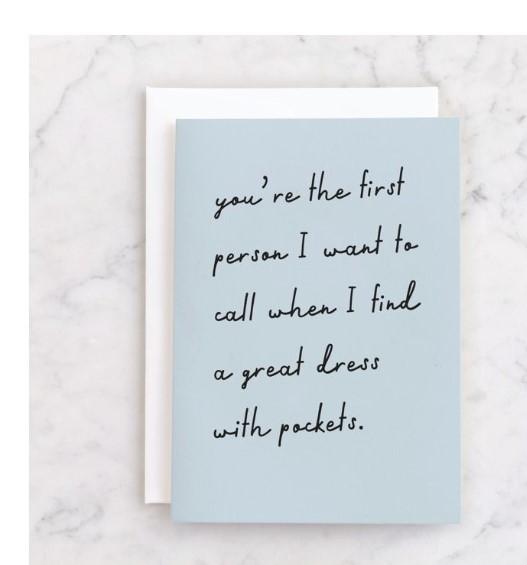 you're the first
person I want to
call when I find
a great dress
with pockets.